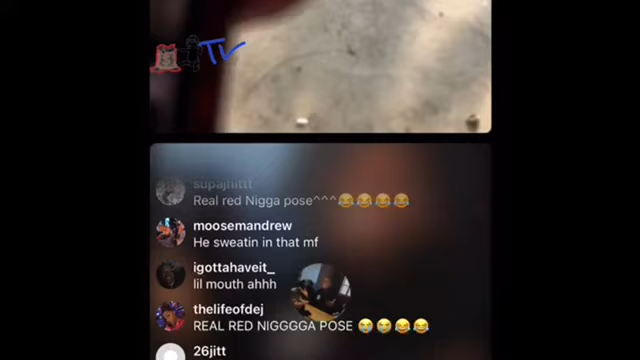 TV
supajhittt
Real red Nigga pose^^^😂😂😂😂
moosemandrew
He sweatin in that mf
igottahaveit_
lil mouth ahhh
thelifeofdej
REAL RED NIGGGGA POSE 😭😭😂😂
26jitt